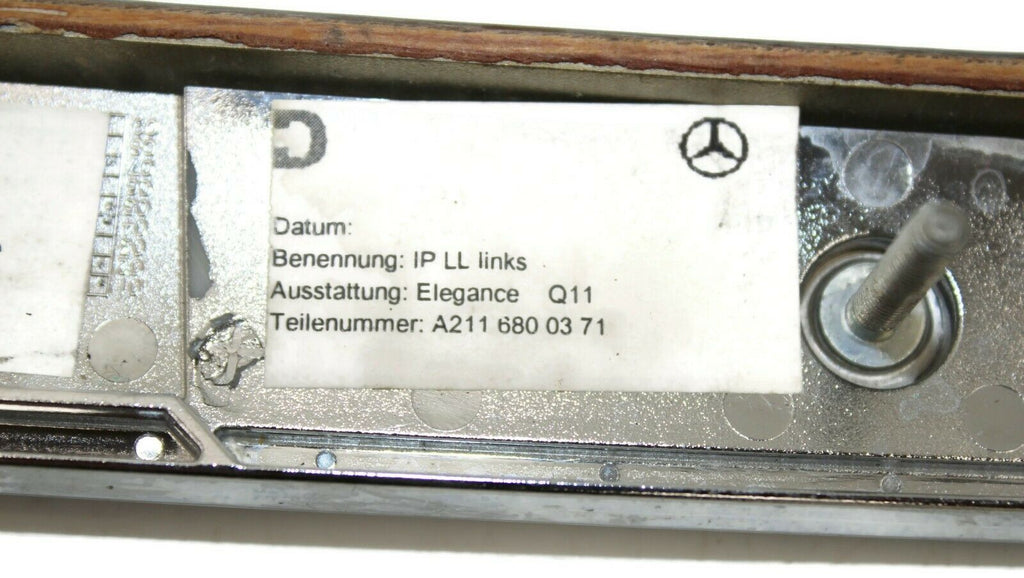 Datum:
Benennung: IP LL links
Ausstattung: Elegance Q11
Teilenummer: A211 680 03 71